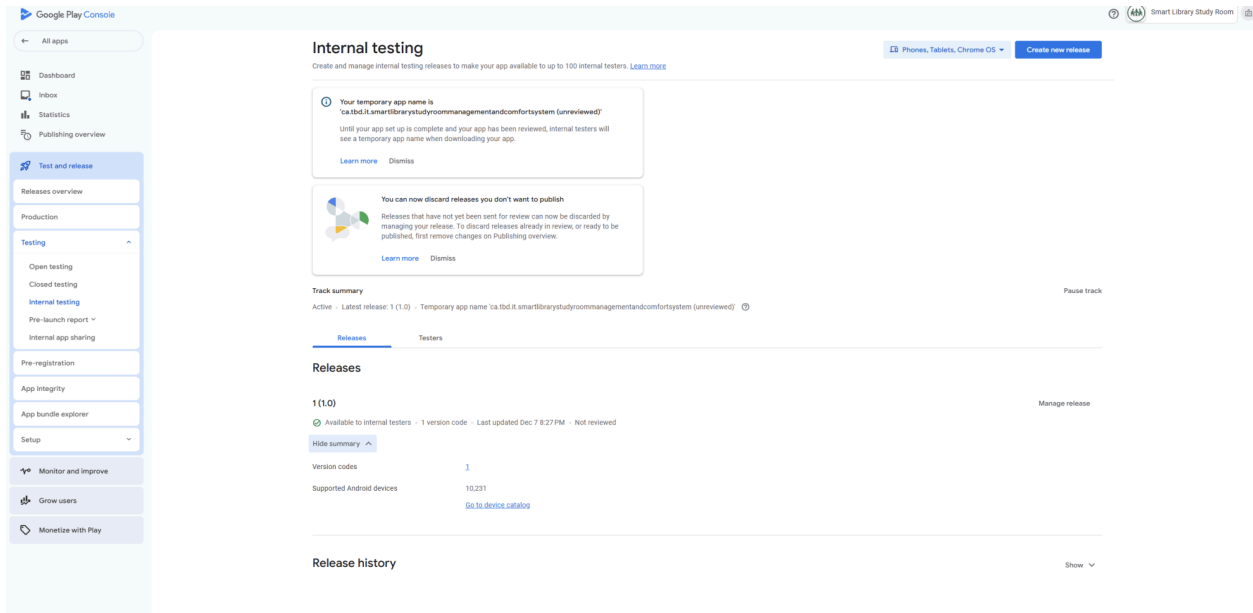 Google Play Console
Smart Library Study Room
All apps
Dashboard
Inbox
Statistics
Publishing overview
Test and release
Releases overview
Production
Testing
Open testing
Closed testing
Internal testing
Pre-launch report
Internal app sharing
Pre-registration
App integrity
App bundle explorer
Setup
Monitor and improve
Grow users
Monetize with Play
Internal testing
Phones, Tablets, Chrome OS
Create new release
Create and manage internal testing releases to make your app available to up to 100 internal testers. Learn more
Your temporary app name is
'ca.tbd.it.smartlibrarystudyroommanagementandcomfortsystem (unreviewed)'
Until your app set up is complete and your app has been reviewed, internal testers will
see a temporary app name when downloading your app.
Learn more Dismiss
You can now discard releases you don't want to publish
Releases that have not yet been sent for review can now be discarded by
managing your release. To discard releases already in review, or ready to be
published, first remove changes on Publishing overview.
Learn more Dismiss
Track summary
Pause track
Active · Latest release: 1 (1.0) · Temporary app name 'ca.tbd.it.smartlibrarystudyroommanagementandcomfortsystem (unreviewed)'
Releases Testers
Releases
1 (1.0)
Manage release
Available to internal testers · 1 version code · Last updated Dec 7 8:27 PM · Not reviewed
Hide summary
Version codes 1
Supported Android devices 10,231
Go to device catalog
Release history
Show